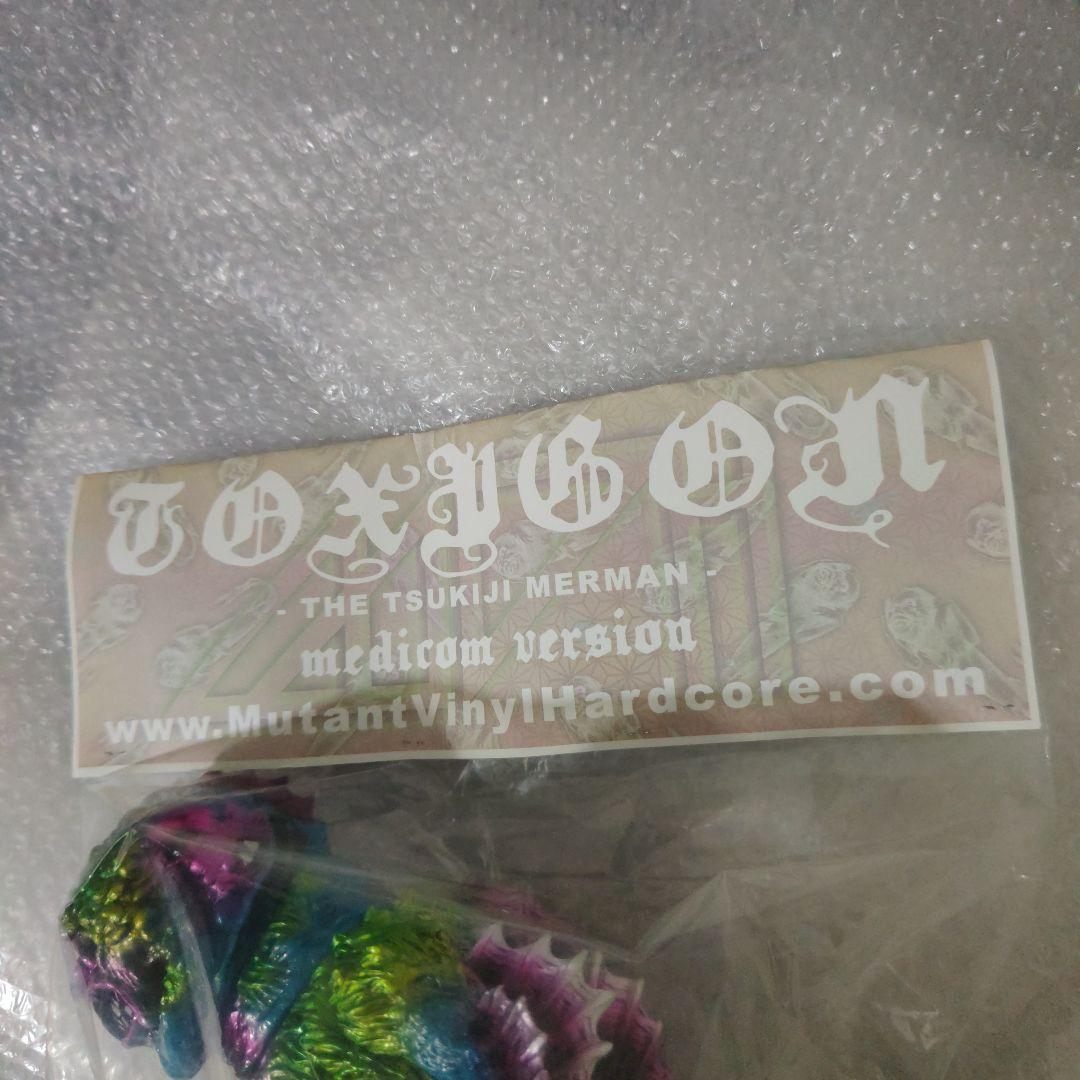 TOXYGON
- THE TSUKIJI MERMAN -
medicom version
www.MutantVinylHardcore.com